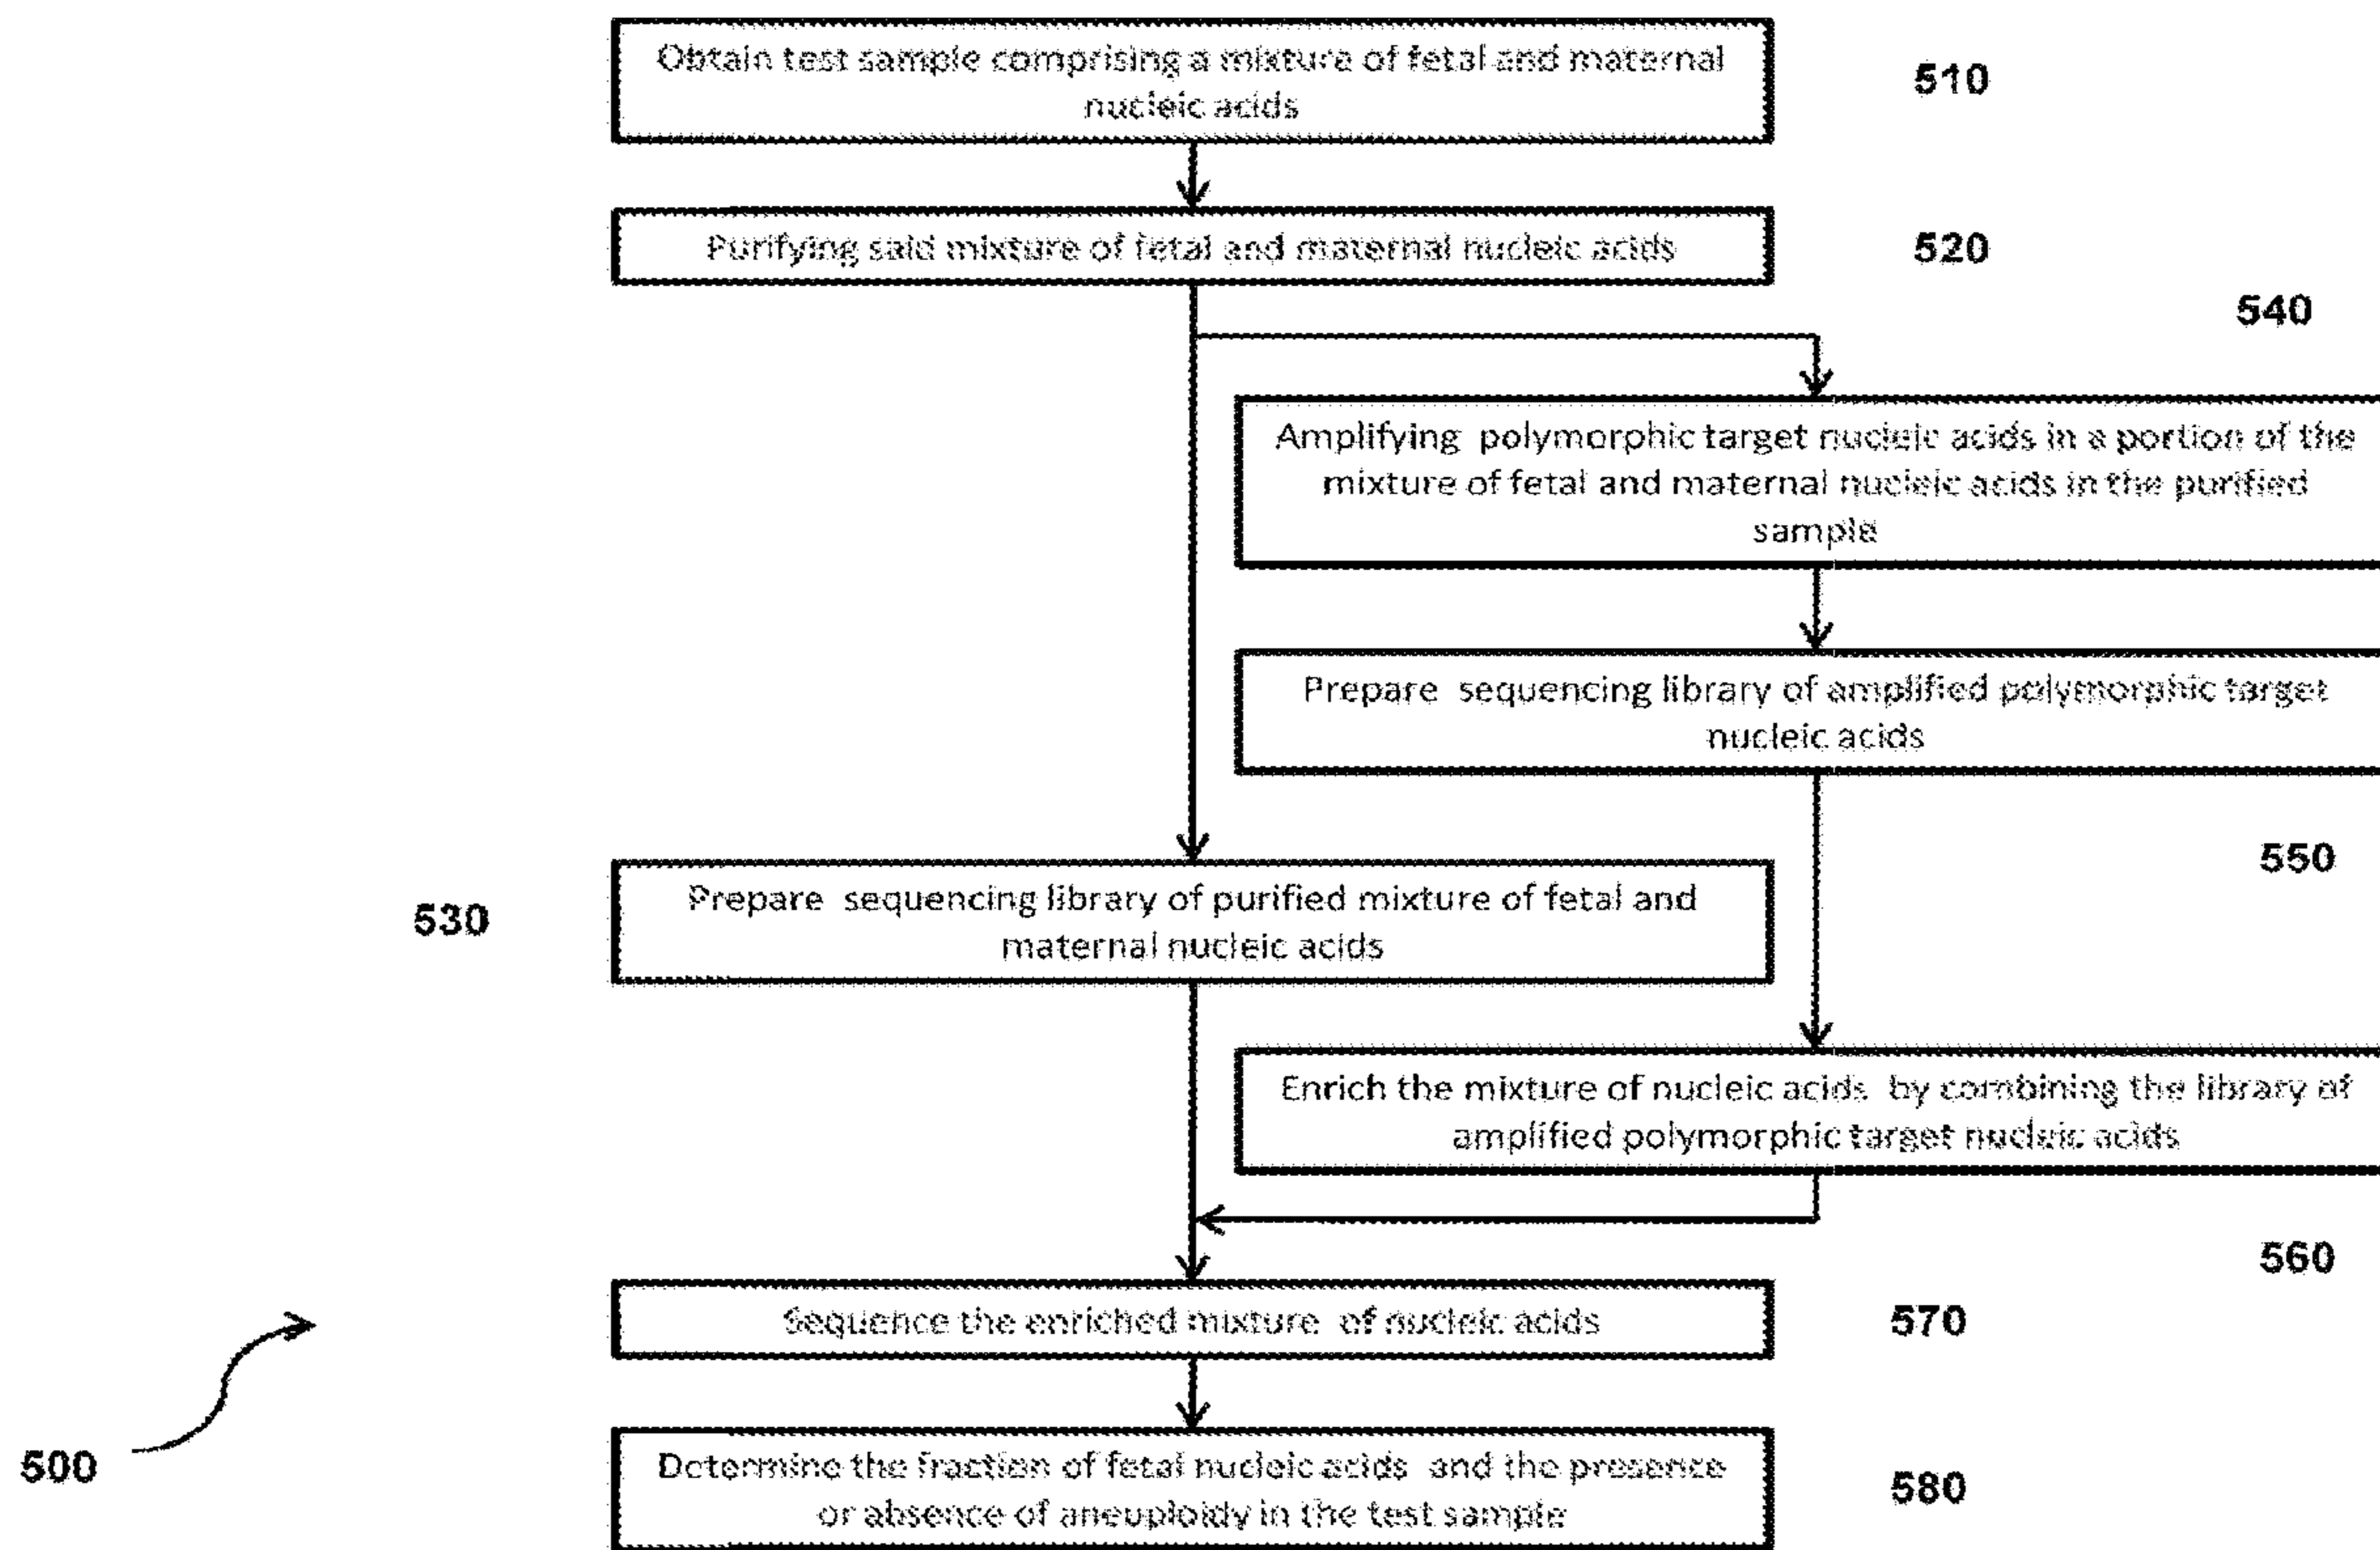 Obtain test sample comprising a mixture of fetal and maternal
nucleic acids
510
Purifying said mixture of fetal and maternal nucleic acids
520
540
Amplifying polymorphic target nucleic acids in a portion of the
mixture of fetal and maternal nucleic acids in the purified
sample
Prepare sequencing library of amplified polymorphic target
nucleic acids
550
530
Prepare sequencing library of purified mixture of fetal and
maternal nucleic acids
Enrich the mixture of nucleic acids by combining the library of
amplified polymorphic target nucleic acids
560
Sequence the enriched mixture of nucleic acids
570
500
Determine the fraction of fetal nucleic acids and the presence
or absence of aneuploidy in the test sample
580